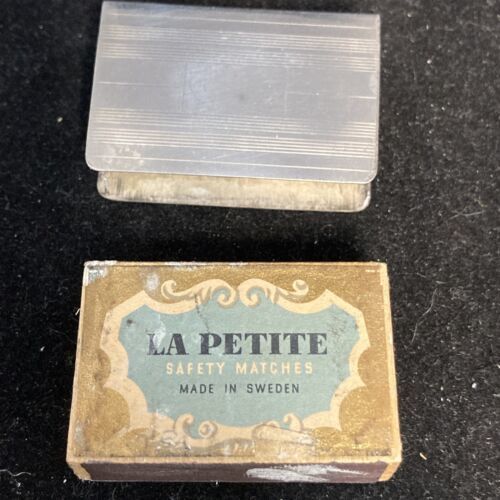 LA PETITE
SAFETY MATCHES
MADE IN SWEDEN